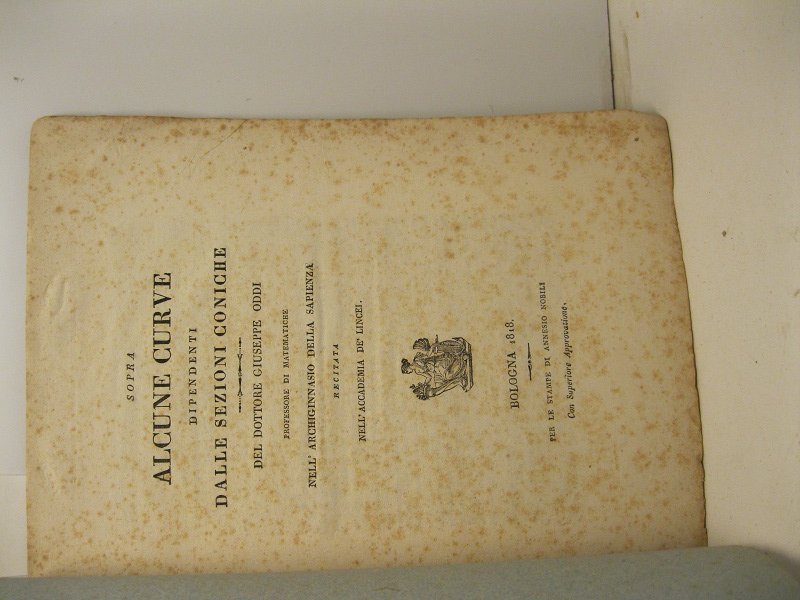 SOPRA
ALCUNE CURVE
DIPENDENTI
DALLE SEZIONI CONICHE
DEL DOTTORE GIUSEPPE ODDI
PROFESSORE DI MATEMATICHE
NELL' ARCHIGINNASIO DELLA SAPIENZA
RECITATA
NELL' ACCADEMIA DE' LINCEI.
BOLOGNA 1818.
PER LE STAMPE DI ANNESIO NOBILI
Con Superiore Approvazione.